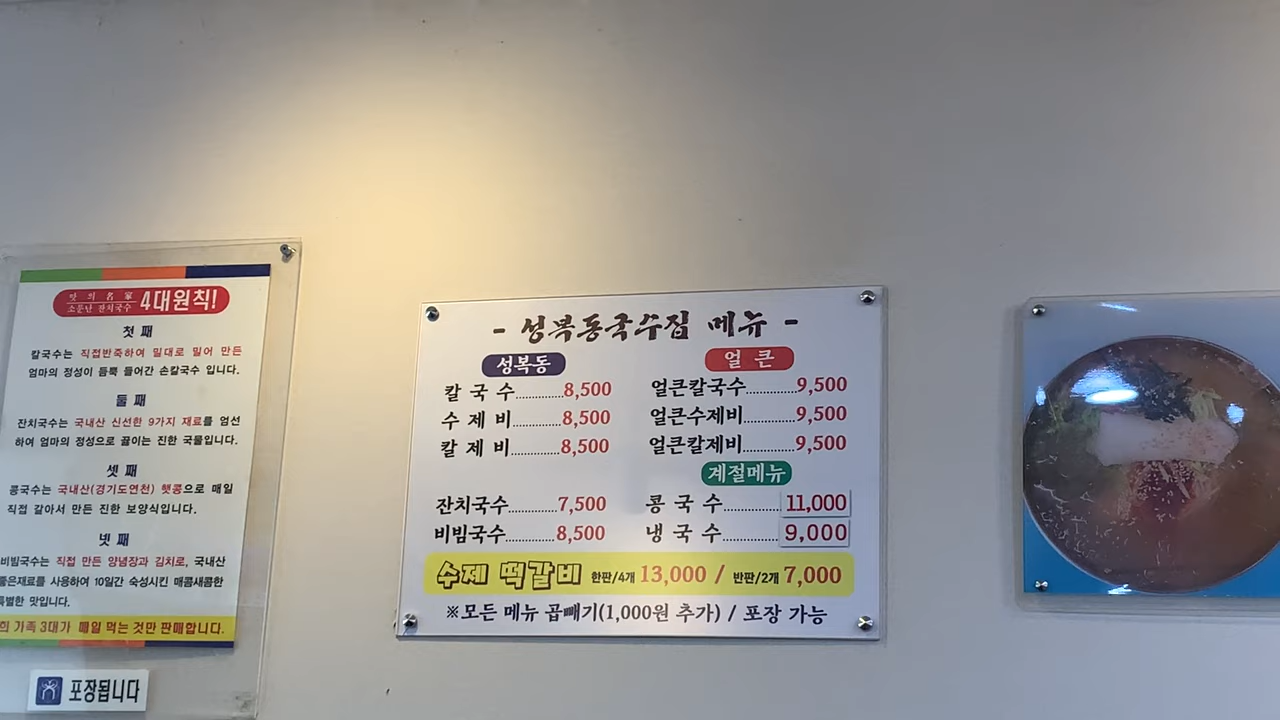 맛의名家
소문난 잔치국수
4대원칙!
첫 째
칼국수는 직접반죽하여 밀대로 밀어 만든
엄마의 정성이 듬뿍 들어간 손칼국수 입니다.
둘 째
잔치국수는 국내산 신선한 9가지 재료를 엄선
하여 엄마의 정성으로 끓이는 진한 국물입니다.
셋 째
콩국수는 국내산(경기도연천) 햇콩으로 매일
직접 갈아서 만든 진한 보양식입니다.
넷 째
비빔국수는 직접 만든 양념장과 김치로, 국내산
좋은재료를 사용하여 10일간 숙성시킨 매콤새콤한
특별한 맛입니다.
희 가족 3대가 매일 먹는 것만 판매합니다.
포장됩니다
- 성복동국수집 메뉴 -
성복동
칼 국 수..............8,500
수 제 비..............8,500
칼 제 비..............8,500
잔치국수..............7,500
비빔국수..............8,500
얼 큰
얼큰칼국수..............9,500
얼큰수제비..............9,500
얼큰칼제비..............9,500
계절메뉴
콩 국 수..............11,000
냉 국 수..............9,000
수제 떡갈비 한판/4개 13,000 / 반판/2개 7,000
※모든 메뉴 곱빼기(1,000원 추가) / 포장 가능